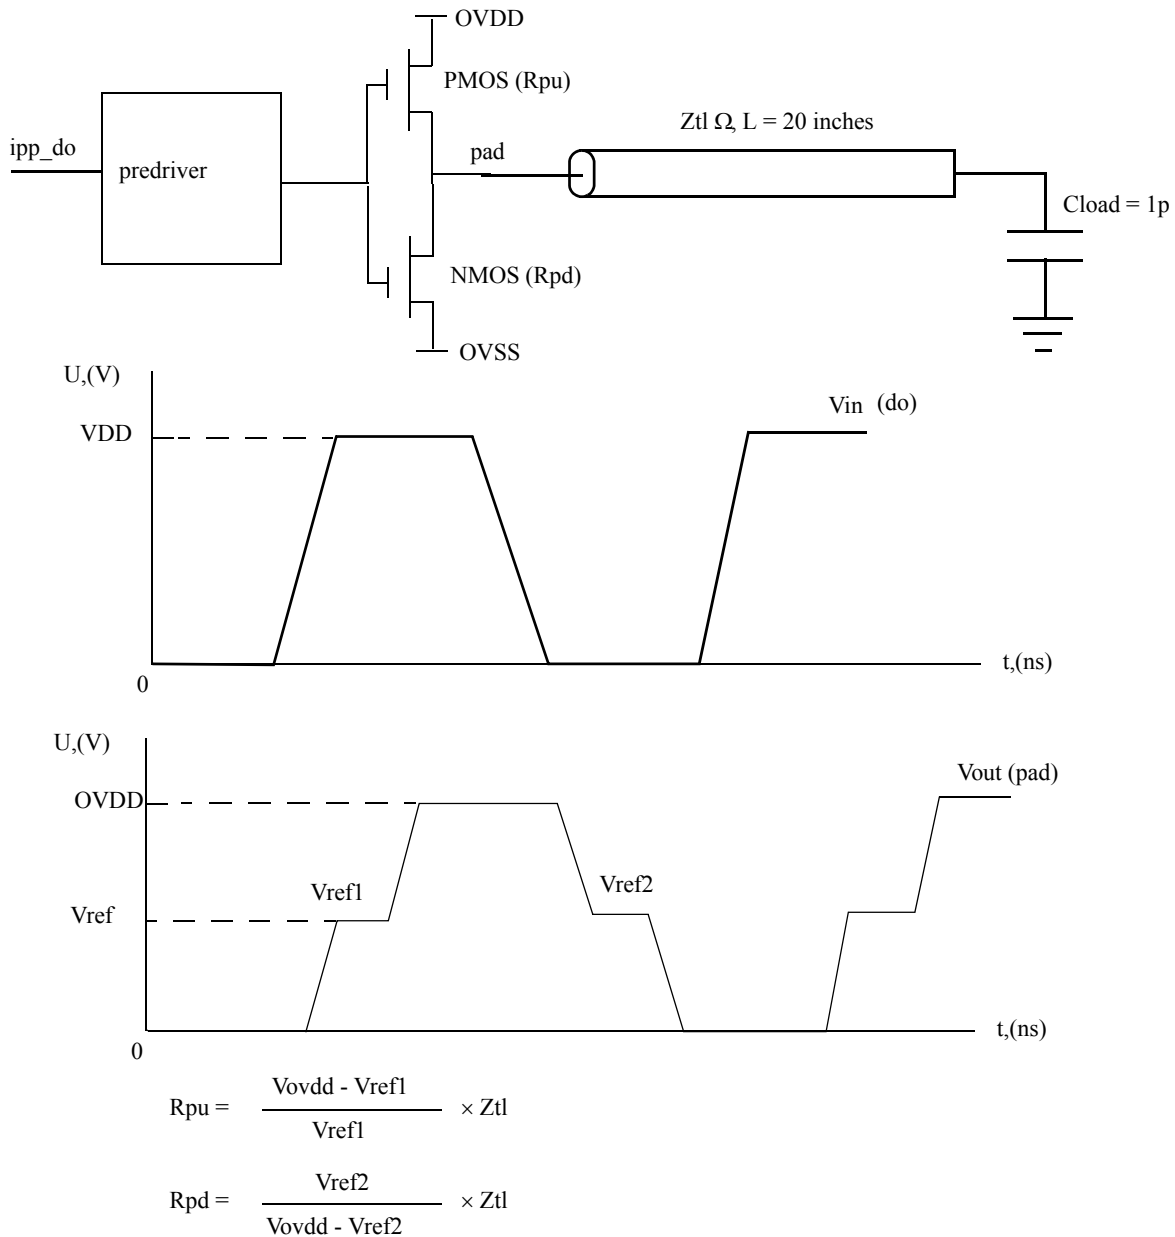 OVDD
PMOS (Rpu)
Ztl Ω, L = 20 inches
ipp_do
pad
predriver
Cload = 1p
NMOS (Rpd)
OVSS
U,(V)
VDD
Vin (do)
t,(ns)
0
U,(V)
OVDD
Vout (pad)
Vref1
Vref2
Vref
t,(ns)
0
Rpu = Vovdd - Vref1 / Vref1 × Ztl
Rpd = Vref2 / Vovdd - Vref2 × Ztl